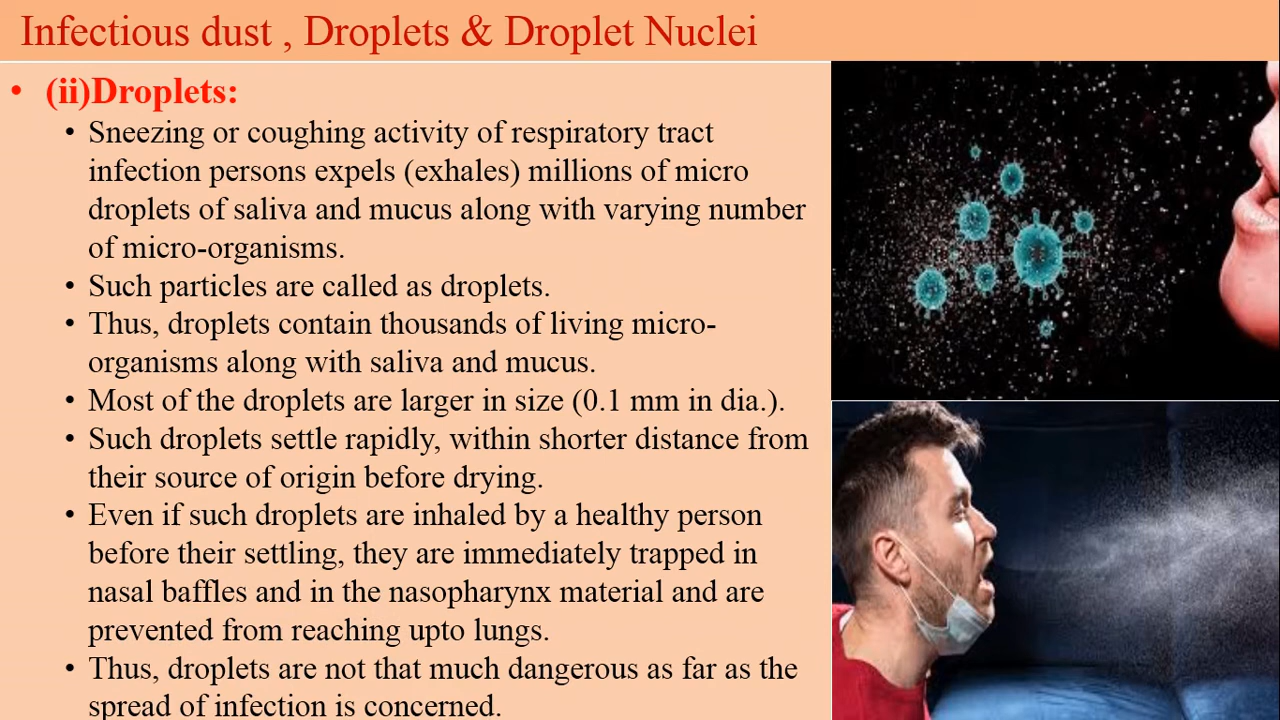 Infectious dust , Droplets & Droplet Nuclei
• (ii)Droplets:
• Sneezing or coughing activity of respiratory tract
infection persons expels (exhales) millions of micro
droplets of saliva and mucus along with varying number
of micro-organisms.
• Such particles are called as droplets.
• Thus, droplets contain thousands of living micro-
organisms along with saliva and mucus.
• Most of the droplets are larger in size (0.1 mm in dia.).
• Such droplets settle rapidly, within shorter distance from
their source of origin before drying.
• Even if such droplets are inhaled by a healthy person
before their settling, they are immediately trapped in
nasal baffles and in the nasopharynx material and are
prevented from reaching upto lungs.
• Thus, droplets are not that much dangerous as far as the
spread of infection is concerned.